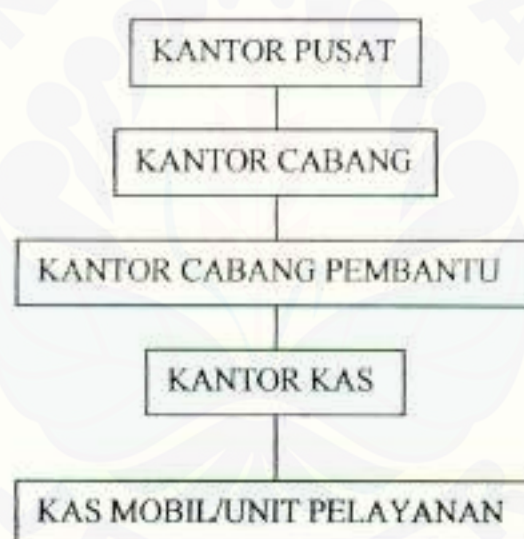 KANTOR PUSAT
KANTOR CABANG
KANTOR CABANG PEMBANTU
KANTOR KAS
KAS MOBIL/UNIT PELAYANAN